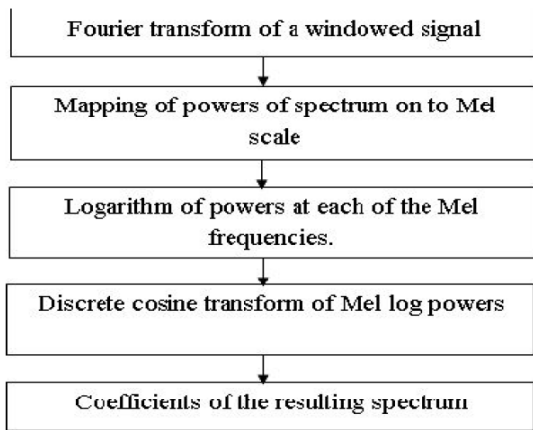 Fourier transform of a windowed signal
Mapping of powers of spectrum on to Mel
scale
Logarithm of powers at each of the Mel
frequencies.
Discrete cosine transform of Mel log powers
Coefficients of the resulting spectrum